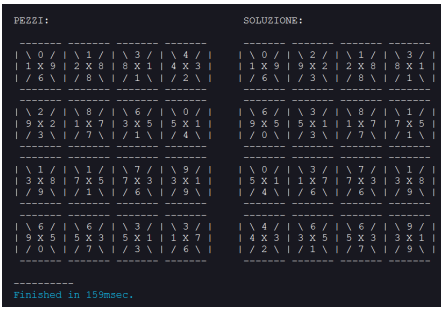 PEZZI: SOLUZIONE:
------- ------- ------- ------- ------- ------- ------- -------
| \ 0 / | \ 1 / | \ 3 / | \ 4 / | | \ 0 / | \ 2 / | \ 1 / | \ 3 / |
| 1 X 9 | 2 X 8 | 8 X 1 | 4 X 3 | | 1 X 9 | 9 X 2 | 2 X 8 | 8 X 1 |
| / 6 \ | / 8 \ | / 1 \ | / 2 \ | | / 6 \ | / 3 \ | / 8 \ | / 1 \ |
------- ------- ------- ------- ------- ------- ------- -------
------- ------- ------- ------- ------- ------- ------- -------
| \ 2 / | \ 8 / | \ 6 / | \ 0 / | | \ 6 / | \ 3 / | \ 8 / | \ 1 / |
| 9 X 2 | 1 X 7 | 3 X 5 | 5 X 1 | | 9 X 5 | 5 X 1 | 1 X 7 | 7 X 5 |
| / 3 \ | / 7 \ | / 1 \ | / 4 \ | | / 0 \ | / 3 \ | / 7 \ | / 1 \ |
------- ------- ------- ------- ------- ------- ------- -------
------- ------- ------- ------- ------- ------- ------- -------
| \ 1 / | \ 1 / | \ 7 / | \ 9 / | | \ 0 / | \ 3 / | \ 7 / | \ 1 / |
| 3 X 8 | 7 X 5 | 7 X 3 | 3 X 1 | | 5 X 1 | 1 X 7 | 7 X 3 | 3 X 8 |
| / 9 \ | / 1 \ | / 6 \ | / 9 \ | | / 4 \ | / 6 \ | / 6 \ | / 9 \ |
------- ------- ------- ------- ------- ------- ------- -------
------- ------- ------- ------- ------- ------- ------- -------
| \ 6 / | \ 6 / | \ 3 / | \ 3 / | | \ 4 / | \ 6 / | \ 6 / | \ 9 / |
| 9 X 5 | 5 X 3 | 5 X 1 | 1 X 7 | | 4 X 3 | 3 X 5 | 5 X 3 | 3 X 1 |
| / 0 \ | / 7 \ | / 3 \ | / 6 \ | | / 2 \ | / 1 \ | / 7 \ | / 9 \ |
------- ------- ------- ------- ------- ------- ------- -------
----------
Finished in 159msec.